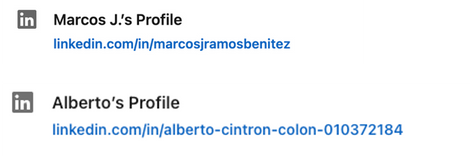 Marcos J.'s Profile
linkedin.com/in/marcosjramosbenitez
Alberto's Profile
linkedin.com/in/alberto-cintron-colon-010372184